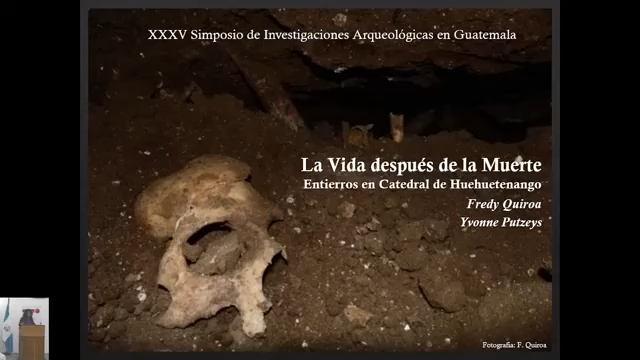 XXXV Simposio de Investigaciones Arqueológicas en Guatemala
La Vida después de la Muerte
Entierros en Catedral de Huehuetenango
Fredy Quiroa
Yvonne Putzeys
Fotografía: F. Quiroa